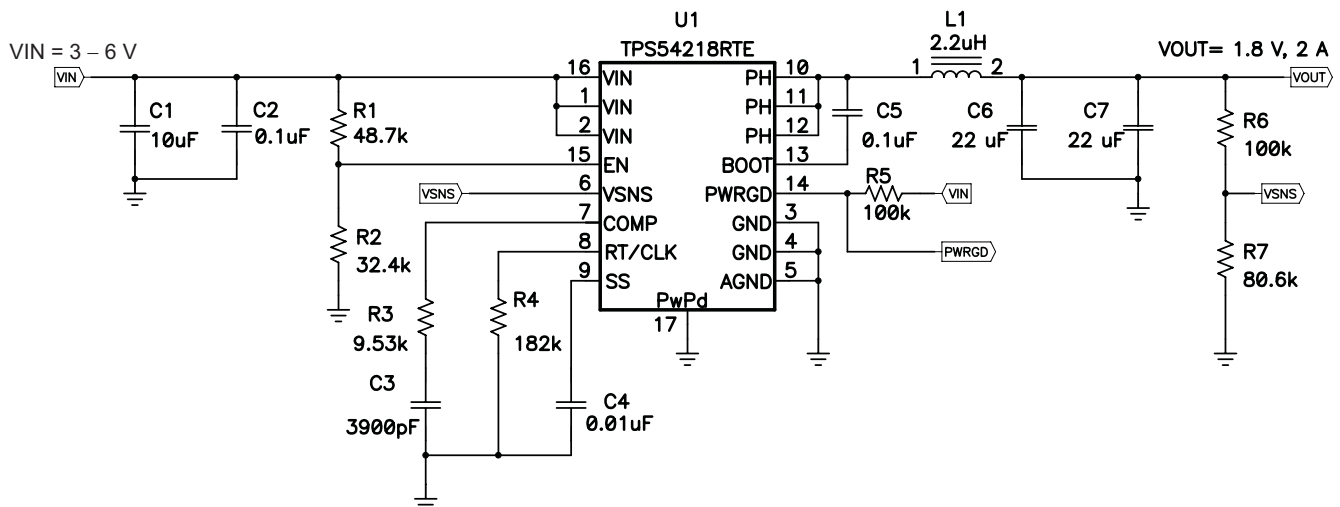 U1
TPS54218RTE
L1
2.2uH
VIN = 3 – 6 V
VOUT= 1.8 V, 2 A
VIN
VOUT
16 VIN
1 VIN
2 VIN
15 EN
6 VSNS
7 COMP
8 RT/CLK
9 SS
PH 10
PH 11
PH 12
BOOT 13
PWRGD 14
GND 3
GND 4
AGND 5
PwPd
17
1
2
C1
10uF
C2
0.1uF
R1
48.7k
R2
32.4k
VSNS
R3
9.53k
C3
3900pF
R4
182k
C4
0.01uF
C5
0.1uF
R5
100k
VIN
PWRGD
C6
22 uF
C7
22 uF
R6
100k
VSNS
R7
80.6k